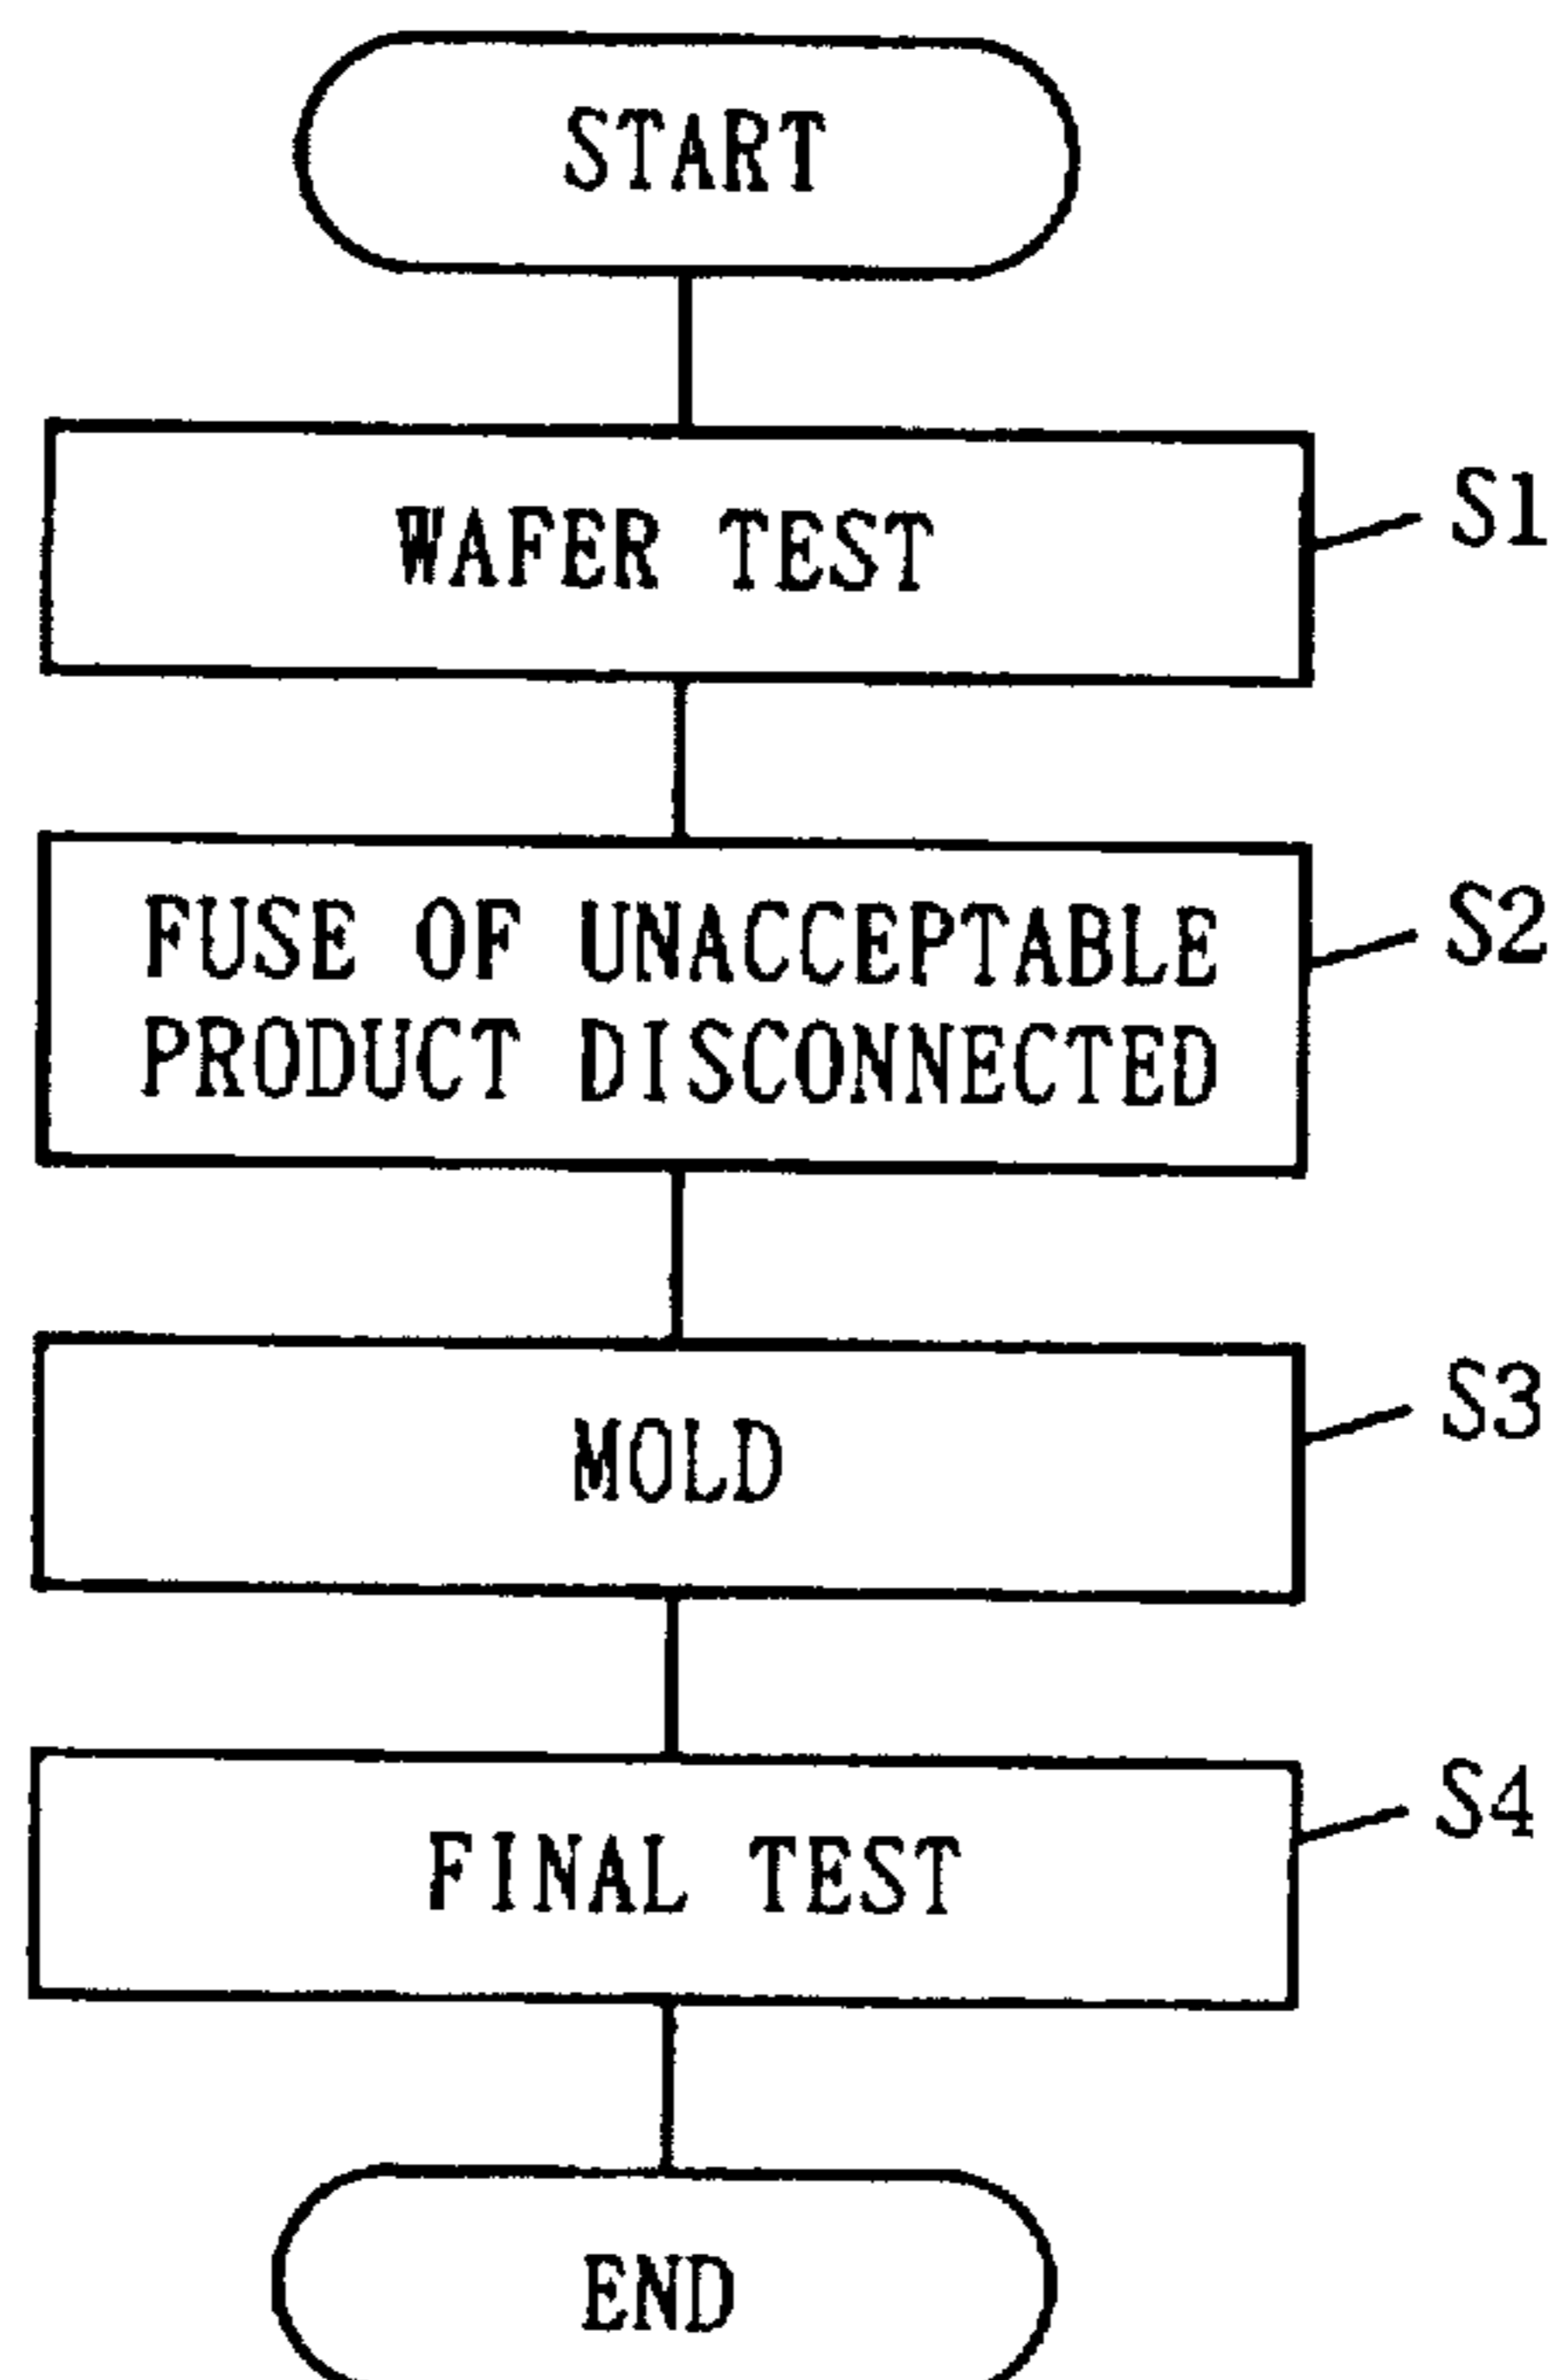 START
WAFER TEST
S1
FUSE OF UNACCEPTABLE
PRODUCT DISCONNECTED
S2
MOLD
S3
FINAL TEST
S4
END